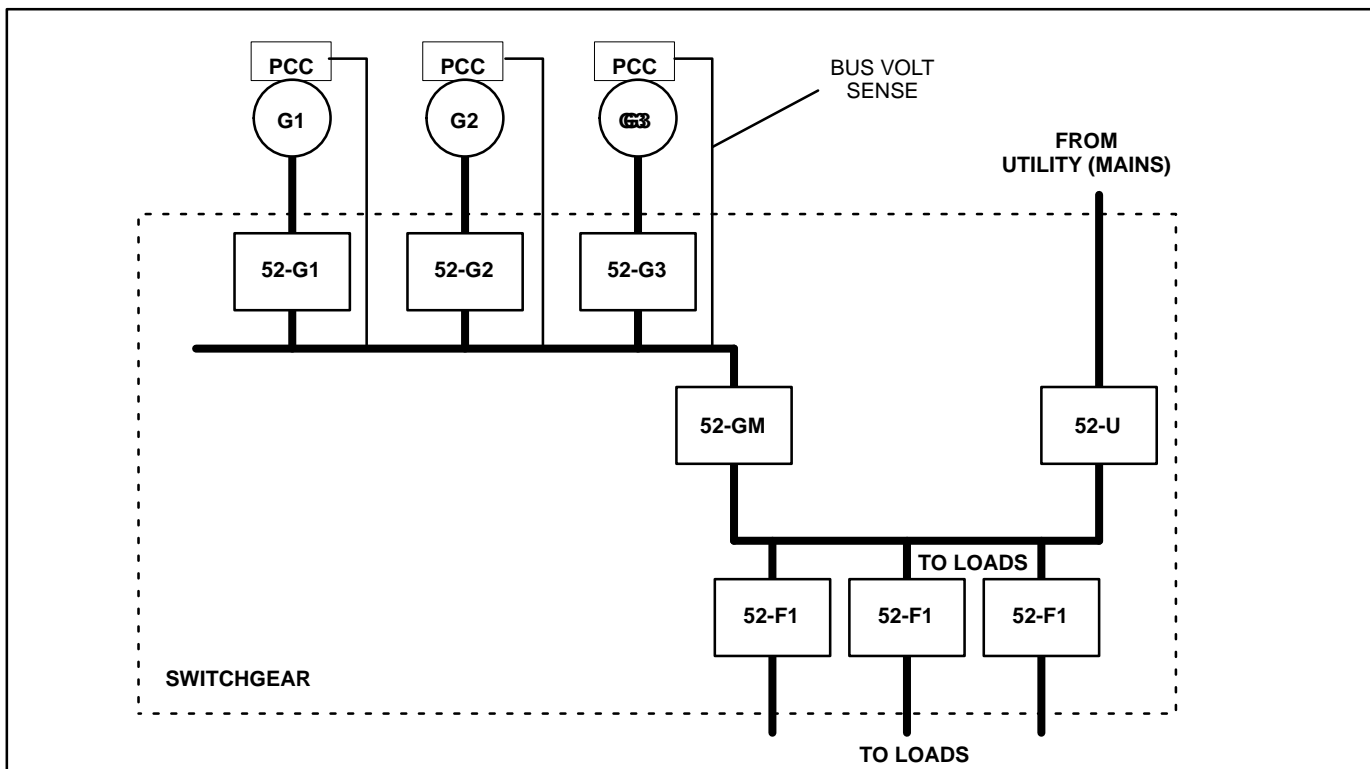 PCC
PCC
PCC
BUS VOLT
SENSE
G1
G2
G3
FROM
UTILITY (MAINS)
52-G1
52-G2
52-G3
52-GM
52-U
TO LOADS
52-F1
52-F1
52-F1
SWITCHGEAR
TO LOADS